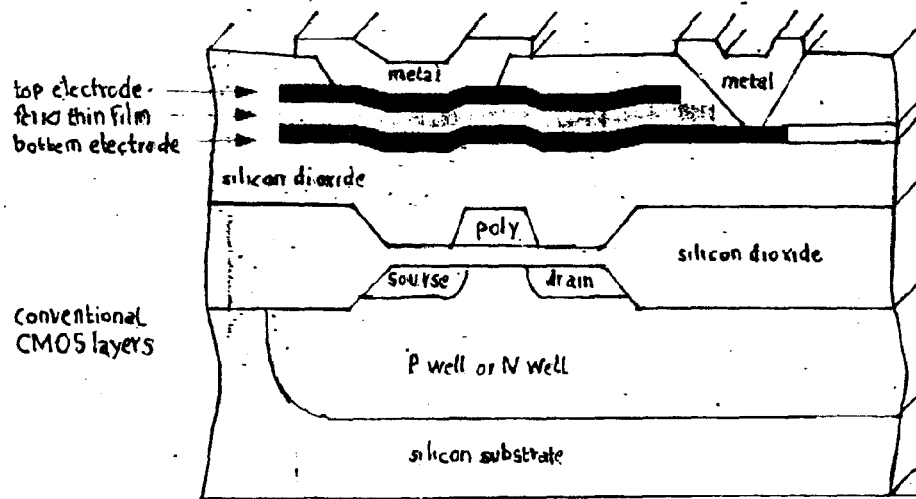 metal
metal
top electrode
ferro thin film
bottem electrode
silicon dioxide
poly
silicon dioxide
sourse
drain
conventional
CMOS layers
P well or N well
silicon substrate